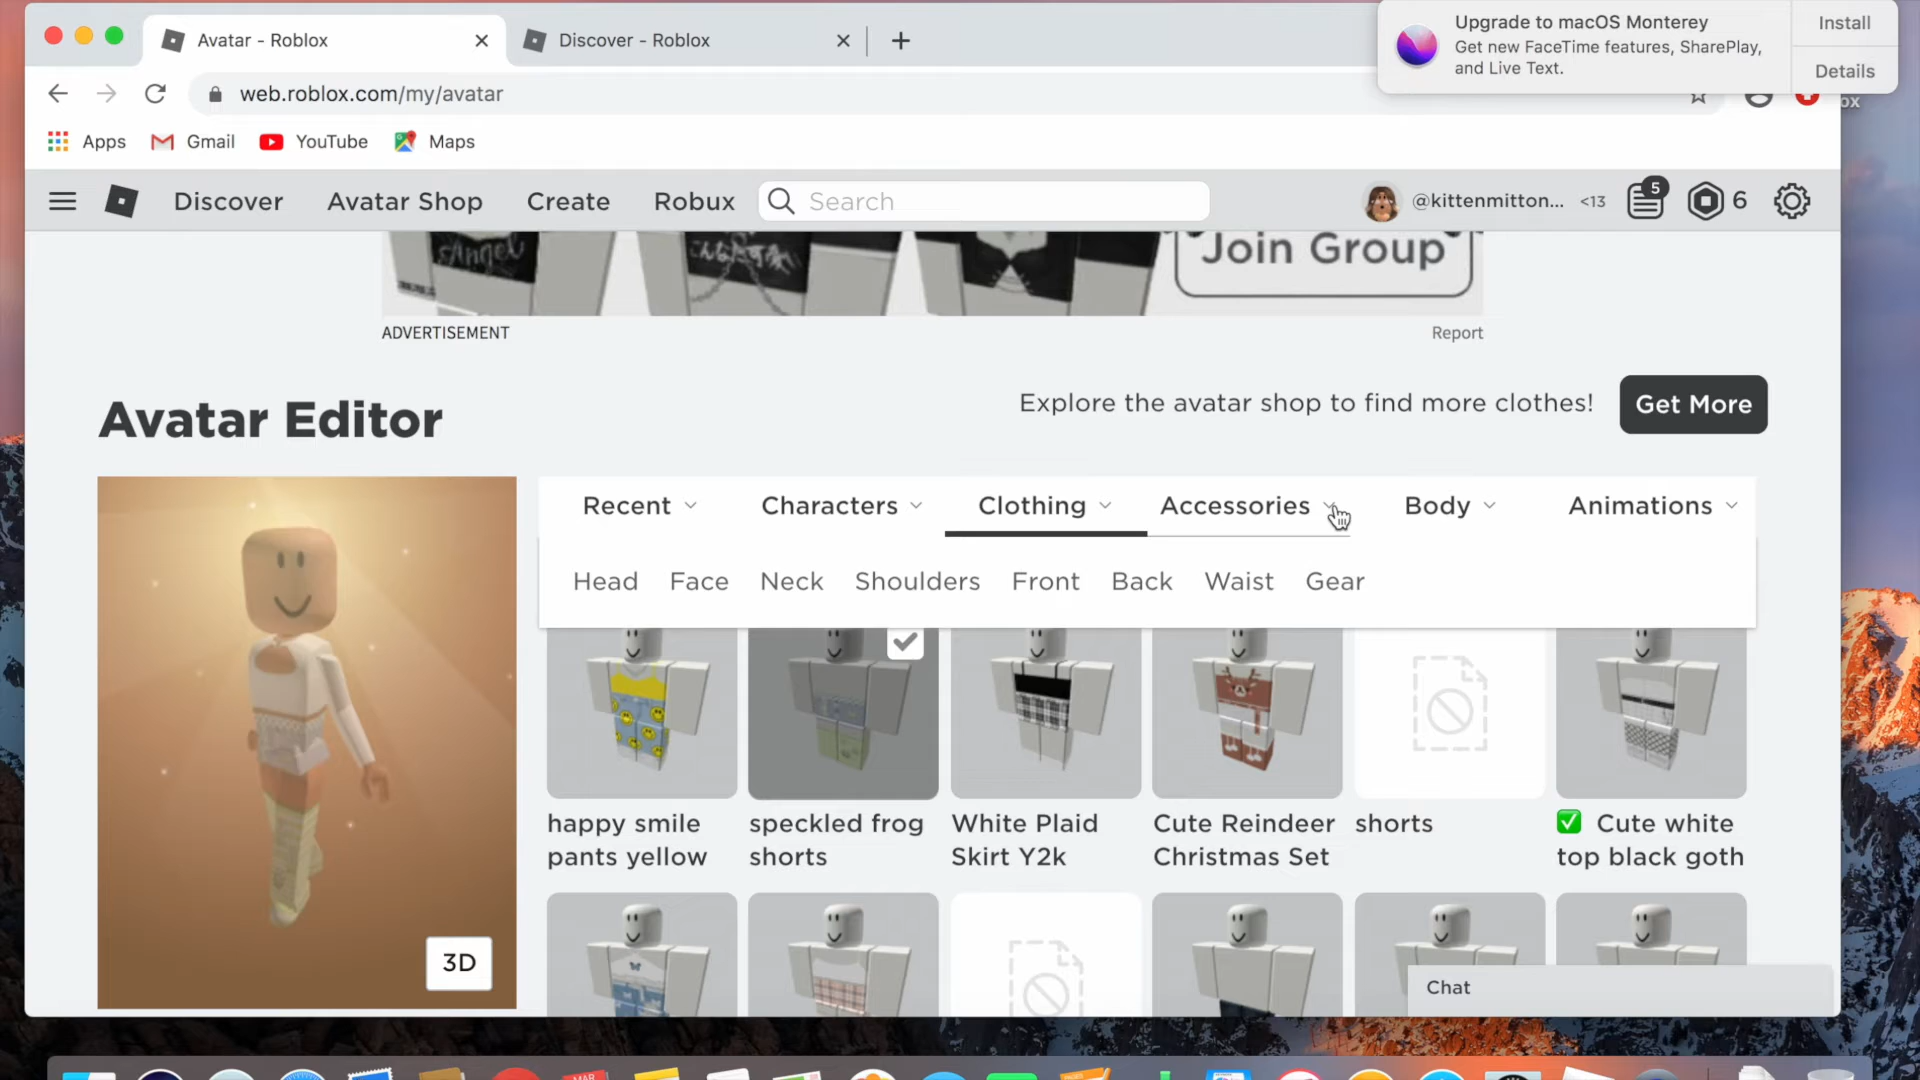 Avatar - Roblox
Discover - Roblox
Upgrade to macOS Monterey
Get new FaceTime features, SharePlay,
and Live Text.
Install
Details
web.roblox.com/my/avatar
ox
Apps
Gmail
YouTube
Maps
Discover
Avatar Shop
Create
Robux
Search
@kittenmitton...
<13
5
6
Angel
Join Group
ADVERTISEMENT
Report
Avatar Editor
Explore the avatar shop to find more clothes!
Get More
Recent
Characters
Clothing
Accessories
Body
Animations
Head
Face
Neck
Shoulders
Front
Back
Waist
Gear
happy smile
pants yellow
speckled frog
shorts
White Plaid
Skirt Y2k
Cute Reindeer
Christmas Set
shorts
✅ Cute white
top black goth
3D
Chat
MAR